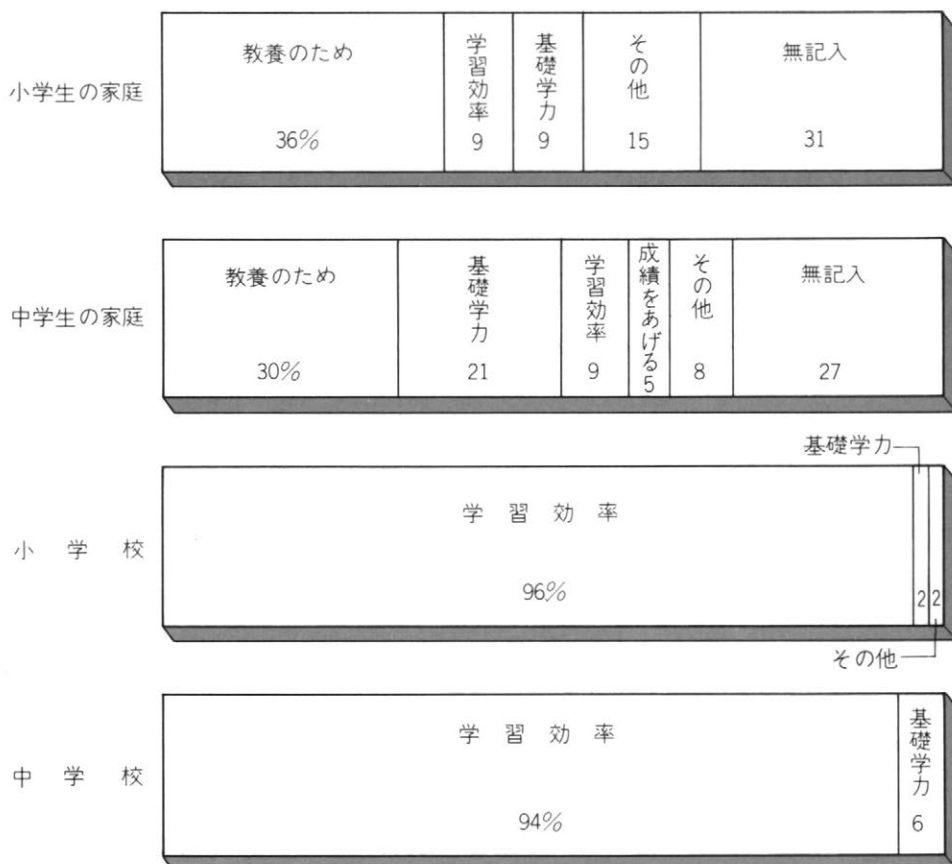 小学生の家庭
教養のため
36%
学習効率
9
基礎学力
9
その他
15
無記入
31
中学生の家庭
教養のため
30%
基礎学力
21
学習効率
9
成績をあげる
5
その他
8
無記入
27
小学校
学習効率
96%
基礎学力
2
2
その他
中学校
学習効率
94%
基礎学力
6